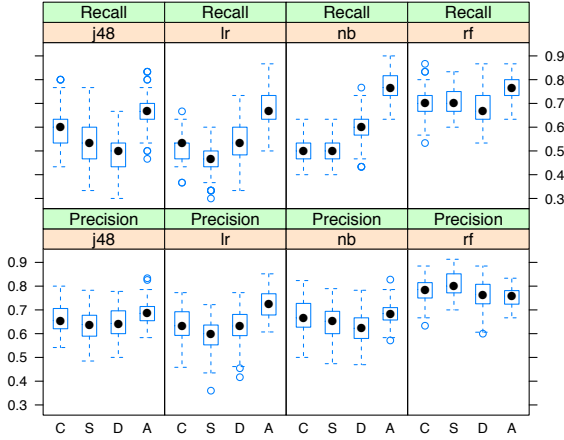 Recall Recall Recall Recall
j48 lr nb rf
0.9
0.8
0.7
0.6
0.5
0.4
0.3
Precision Precision Precision Precision
j48 lr nb rf
0.9
0.8
0.7
0.6
0.5
0.4
0.3
C S D A C S D A C S D A C S D A